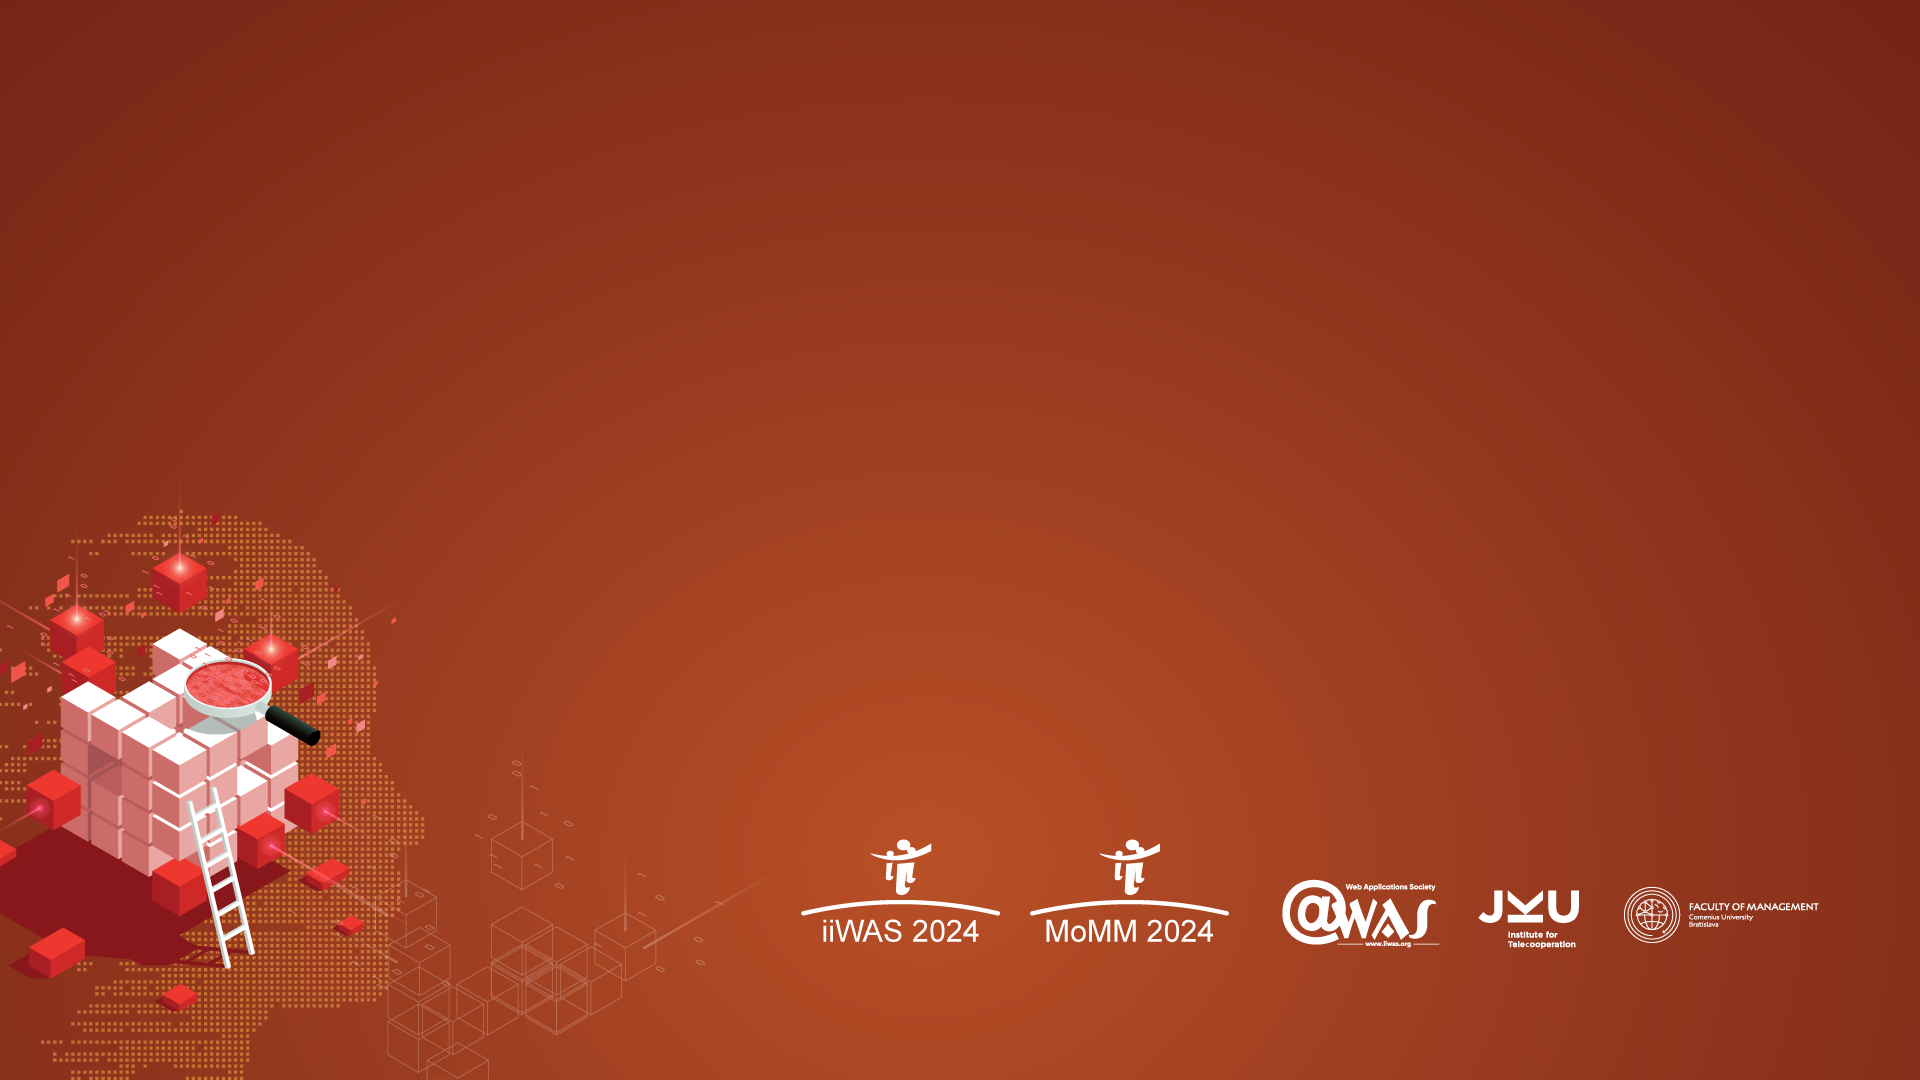 iiWAS 2024
MoMM 2024
Web Applications Society
@WAS
www.iiwas.org
JKU
Institute for
Telecooperation
FACULTY OF MANAGEMENT
Comenius University
Bratislava